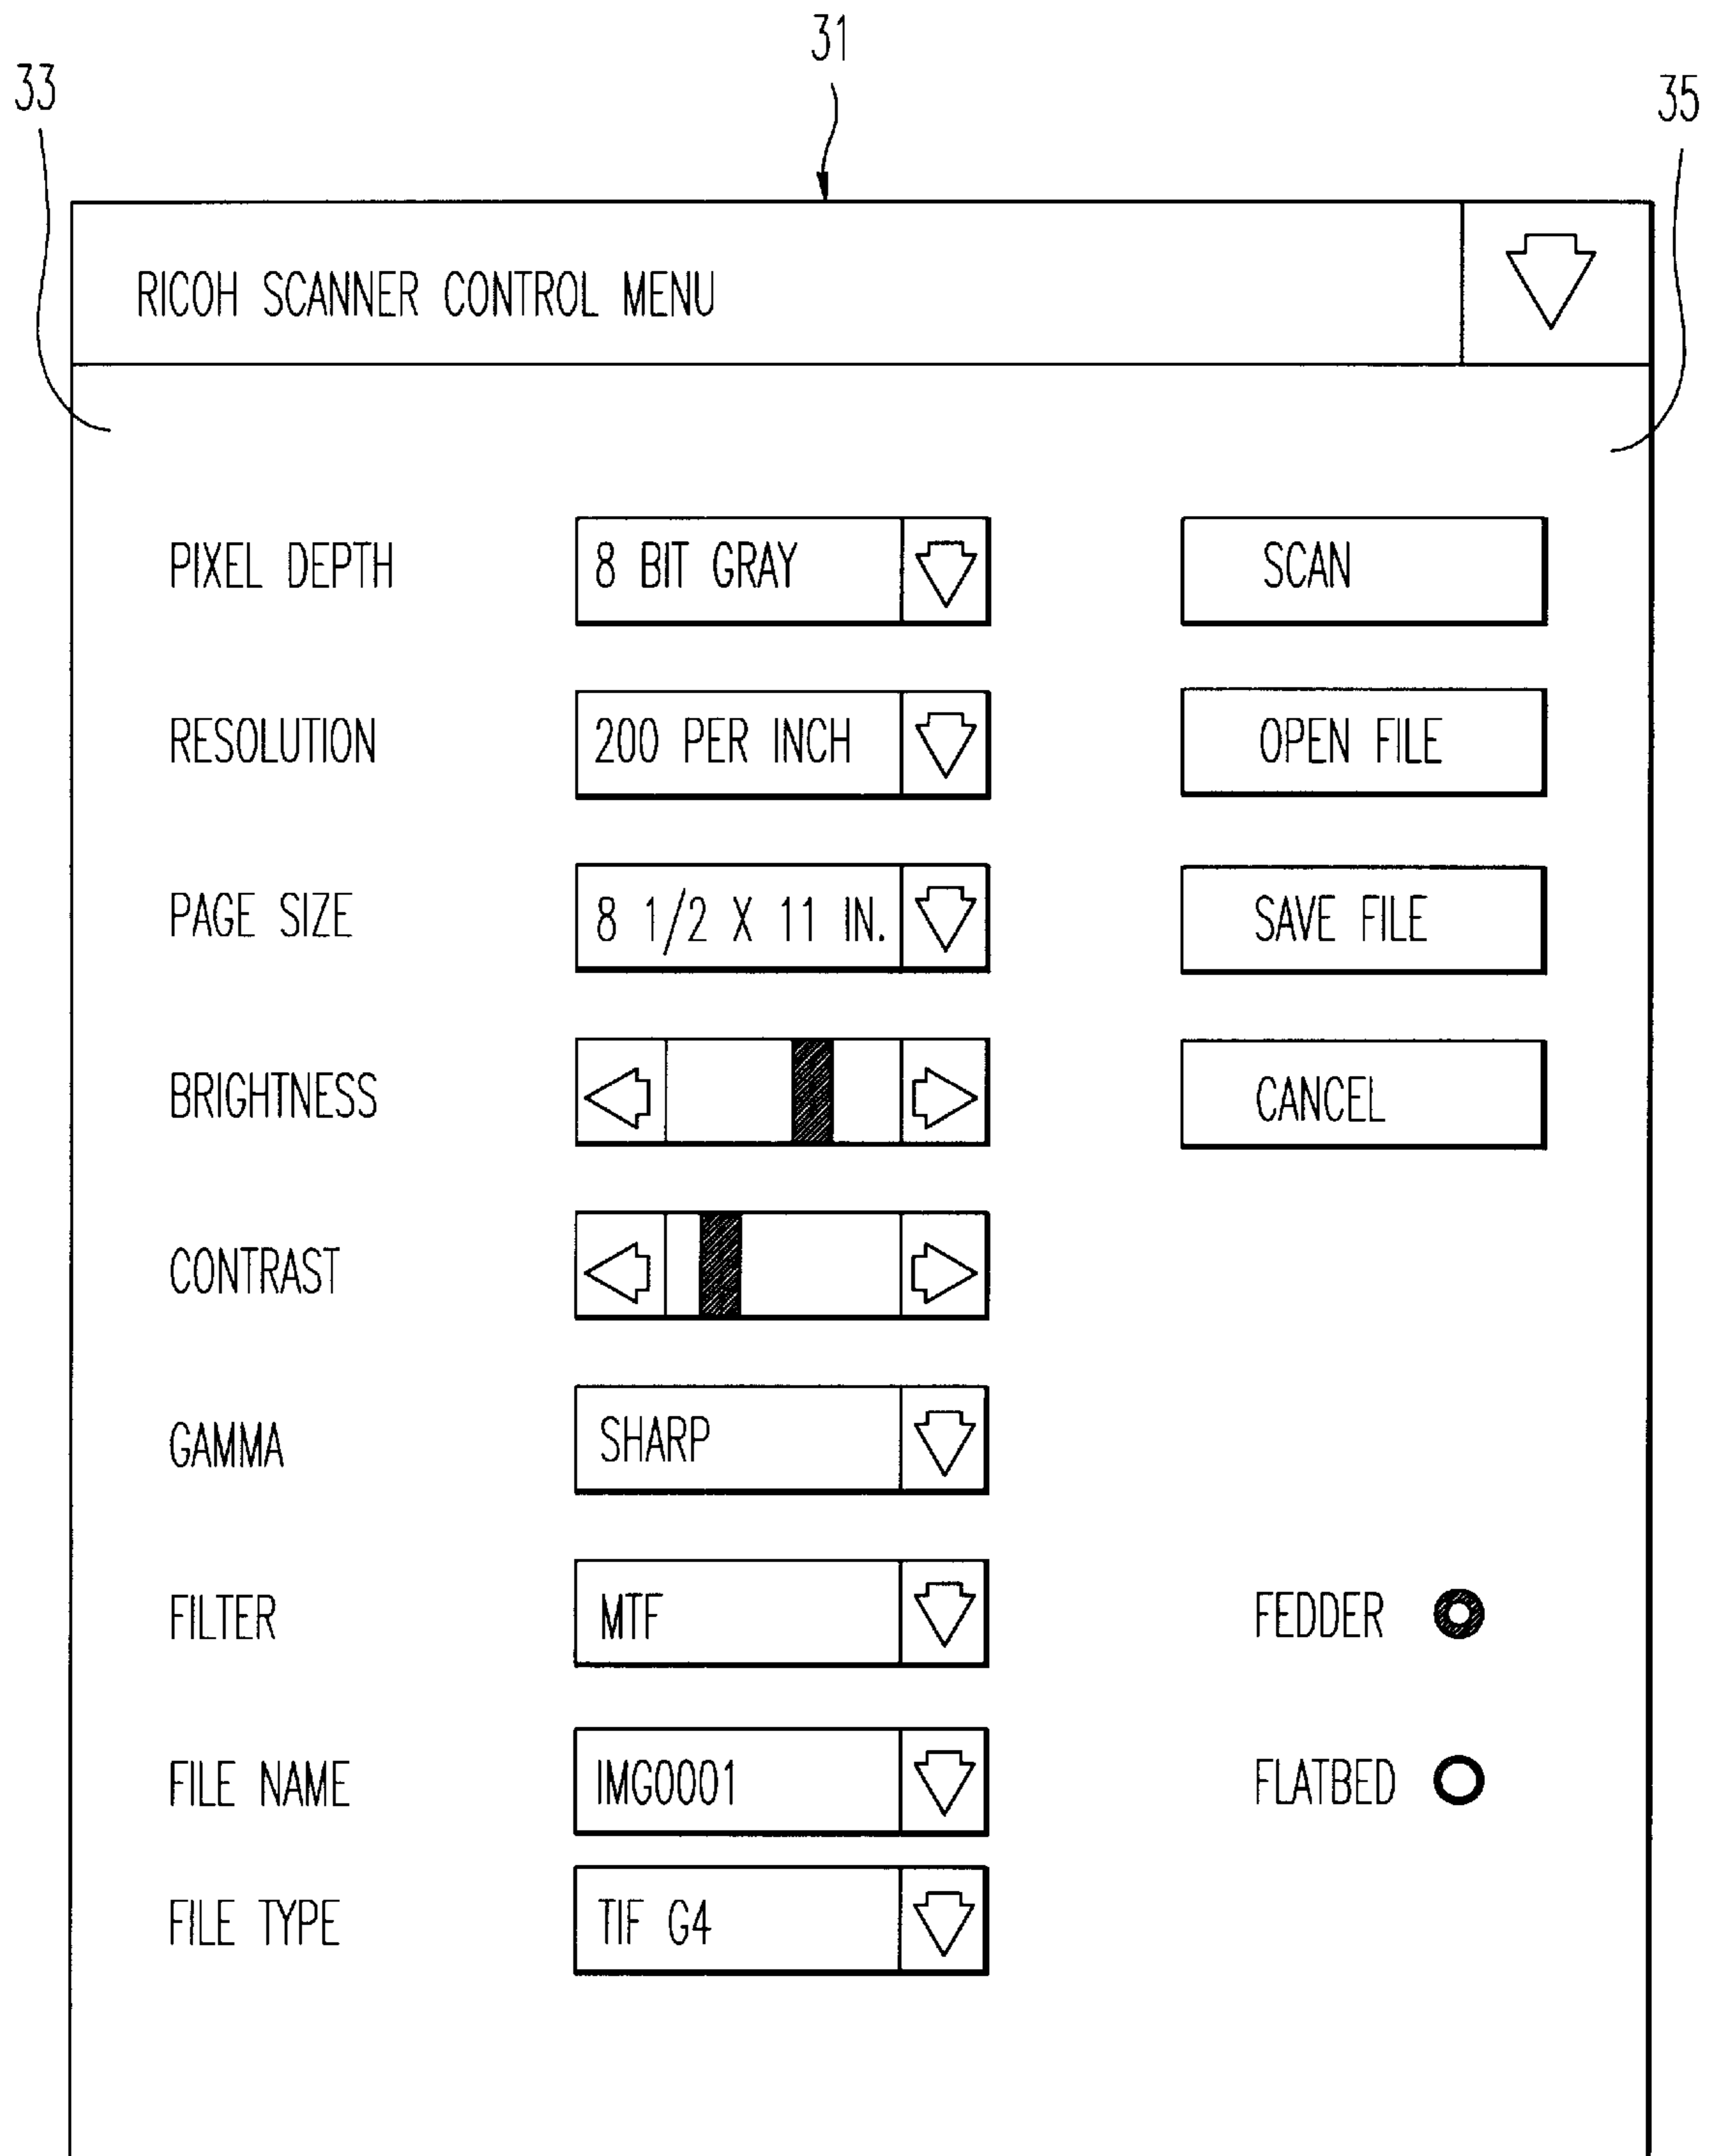 31
33
35
RICOH SCANNER CONTROL MENU
PIXEL DEPTH 8 BIT GRAY SCAN
RESOLUTION 200 PER INCH OPEN FILE
PAGE SIZE 8 1/2 X 11 IN. SAVE FILE
BRIGHTNESS CANCEL
CONTRAST
GAMMA SHARP
FILTER MTF FEDDER
FILE NAME IMG0001 FLATBED
FILE TYPE TIF G4